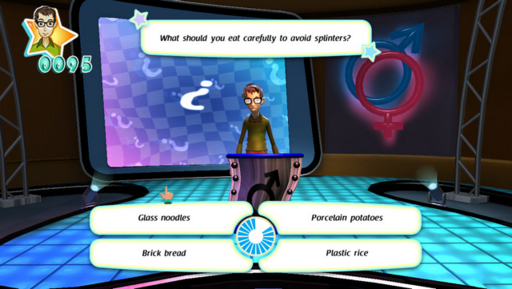 What should you eat carefully to avoid splinters?
0095
Glass noodles
Porcelain potatoes
Brick bread
Plastic rice